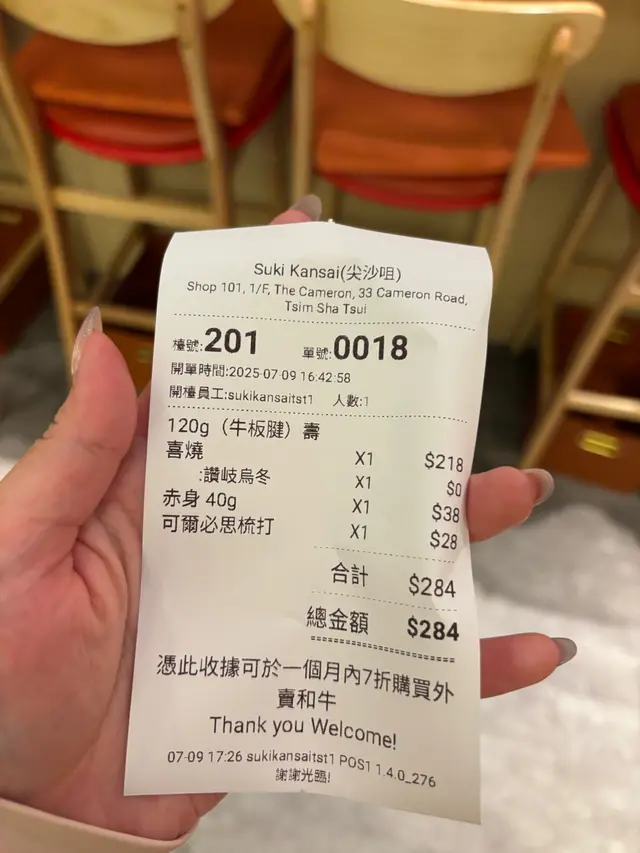 Suki Kansai(尖沙咀)
Shop 101, 1/F, The Cameron, 33 Cameron Road,
Tsim Sha Tsui
檯號:201 單號:0018
開單時間:2025-07-09 16:42:58
開檯員工:sukikansaitst1 人數:1
120g（牛板腱）壽
喜燒 X1 $218
:讚岐烏冬 X1 $0
赤身 40g X1 $38
可爾必思梳打 X1 $28
合計 $284
總金額 $284
憑此收據可於一個月內7折購買外
賣和牛
Thank you Welcome!
07-09 17:26 sukikansaitst1 POS1 1.4.0_276
謝謝光臨!